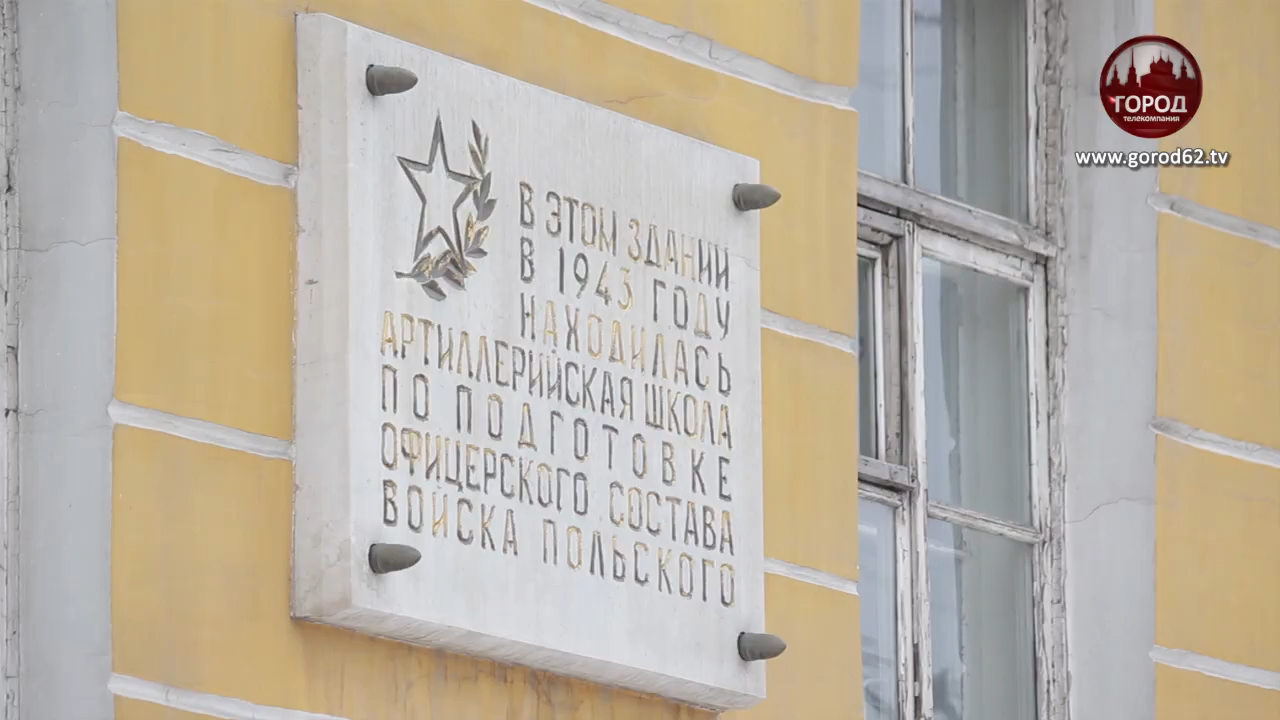 В ЭТОМ ЗДАНИИ
В 1943 ГОДУ
НАХОДИЛАСЬ
АРТИЛЛЕРИЙСКАЯ ШКОЛА
ПО ПОДГОТОВКЕ
ОФИЦЕРСКОГО СОСТАВА
ВОЙСКА ПОЛЬСКОГО
ГОРОД
телекомпания
www.gorod62.tv